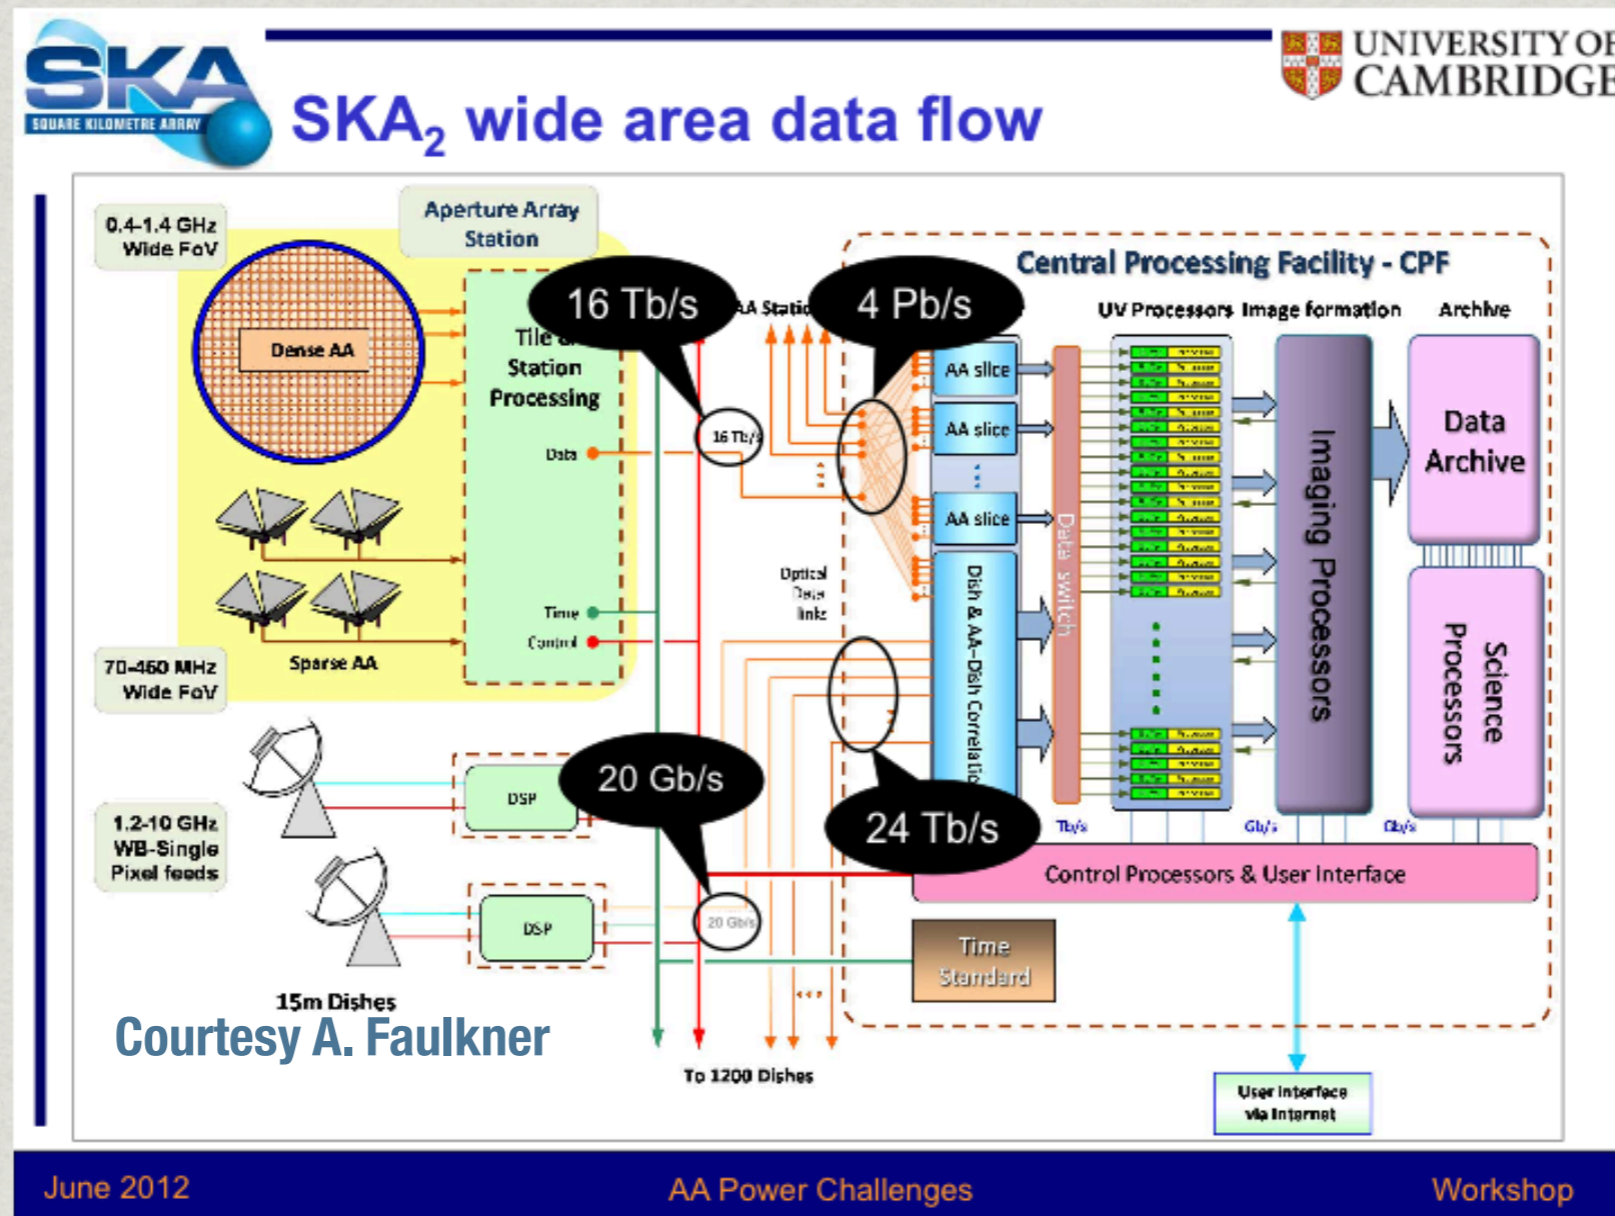 SKA
SQUARE KILOMETRE ARRAY
UNIVERSITY OF
CAMBRIDGE
SKA₂ wide area data flow
0.4-1.4 GHz
Wide FoV
Aperture Array
Station
Dense AA
Tile &
Station
Processing
Data
Time
Control
Sparse AA
70-450 MHz
Wide FoV
16 Tb/s
16 Tb/s
4 Pb/s
Central Processing Facility - CPF
UV Processors
Image formation
Archive
AA slice
AA slice
AA slice
Dish & AA-Dish Correlation
Data switch
Imaging Processors
Data
Archive
Science
Processors
Optical
Data
links
DSP
DSP
20 Gb/s
20 Gb/s
24 Tb/s
Tb/s
Gb/s
Gb/s
1.2-10 GHz
WB-Single
Pixel feeds
15m Dishes
Control Processors & User Interface
Time
Standard
Courtesy A. Faulkner
To 1200 Dishes
User interface
via Internet
June 2012
AA Power Challenges
Workshop